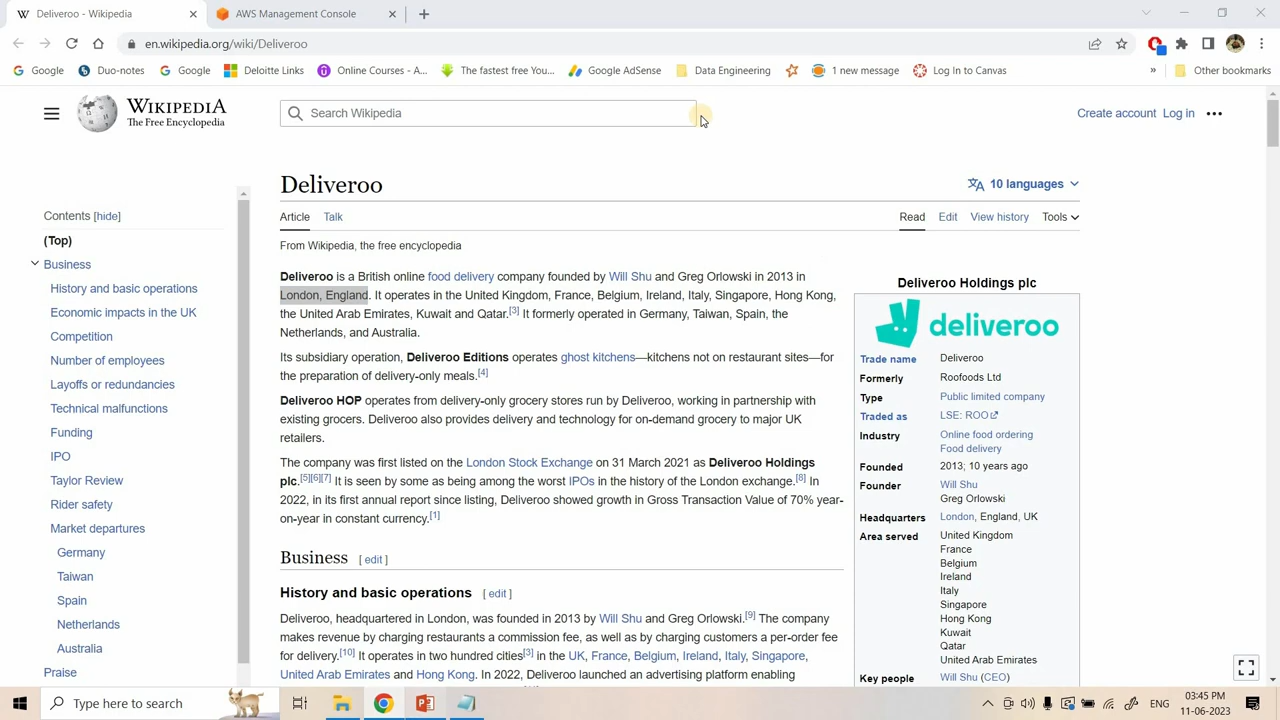 Deliveroo - Wikipedia
AWS Management Console
en.wikipedia.org/wiki/Deliveroo
Google
Duo-notes
Google
Deloitte Links
Online Courses - A...
The fastest free You...
Google AdSense
Data Engineering
1 new message
Log In to Canvas
»
Other bookmarks
WIKIPEDIA
The Free Encyclopedia
Search Wikipedia
Create account
Log in
Deliveroo
10 languages
Article
Talk
Read
Edit
View history
Tools
From Wikipedia, the free encyclopedia
Contents [hide]
(Top)
Business
History and basic operations
Economic impacts in the UK
Competition
Number of employees
Layoffs or redundancies
Technical malfunctions
Funding
IPO
Taylor Review
Rider safety
Market departures
Germany
Taiwan
Spain
Netherlands
Australia
Praise
Deliveroo is a British online food delivery company founded by Will Shu and Greg Orlowski in 2013 in
London, England. It operates in the United Kingdom, France, Belgium, Ireland, Italy, Singapore, Hong Kong,
the United Arab Emirates, Kuwait and Qatar.[3] It formerly operated in Germany, Taiwan, Spain, the
Netherlands, and Australia.
Its subsidiary operation, Deliveroo Editions operates ghost kitchens—kitchens not on restaurant sites—for
the preparation of delivery-only meals.[4]
Deliveroo HOP operates from delivery-only grocery stores run by Deliveroo, working in partnership with
existing grocers. Deliveroo also provides delivery and technology for on-demand grocery to major UK
retailers.
The company was first listed on the London Stock Exchange on 31 March 2021 as Deliveroo Holdings
plc.[5][6][7] It is seen by some as being among the worst IPOs in the history of the London exchange.[8] In
2022, in its first annual report since listing, Deliveroo showed growth in Gross Transaction Value of 70% year-
on-year in constant currency.[1]
Business [ edit ]
History and basic operations [ edit ]
Deliveroo, headquartered in London, was founded in 2013 by Will Shu and Greg Orlowski.[9] The company
makes revenue by charging restaurants a commission fee, as well as by charging customers a per-order fee
for delivery.[10] It operates in two hundred cities[3] in the UK, France, Belgium, Ireland, Italy, Singapore,
United Arab Emirates and Hong Kong. In 2022, Deliveroo launched an advertising platform enabling
Deliveroo Holdings plc
deliveroo
Trade name Deliveroo
Formerly Roofoods Ltd
Type Public limited company
Traded as LSE: ROO
Industry Online food ordering
Food delivery
Founded 2013; 10 years ago
Founder Will Shu
Greg Orlowski
Headquarters London, England, UK
Area served United Kingdom
France
Belgium
Ireland
Italy
Singapore
Hong Kong
Kuwait
Qatar
United Arab Emirates
Key people Will Shu (CEO)
Type here to search
ENG
03:45 PM
11-06-2023